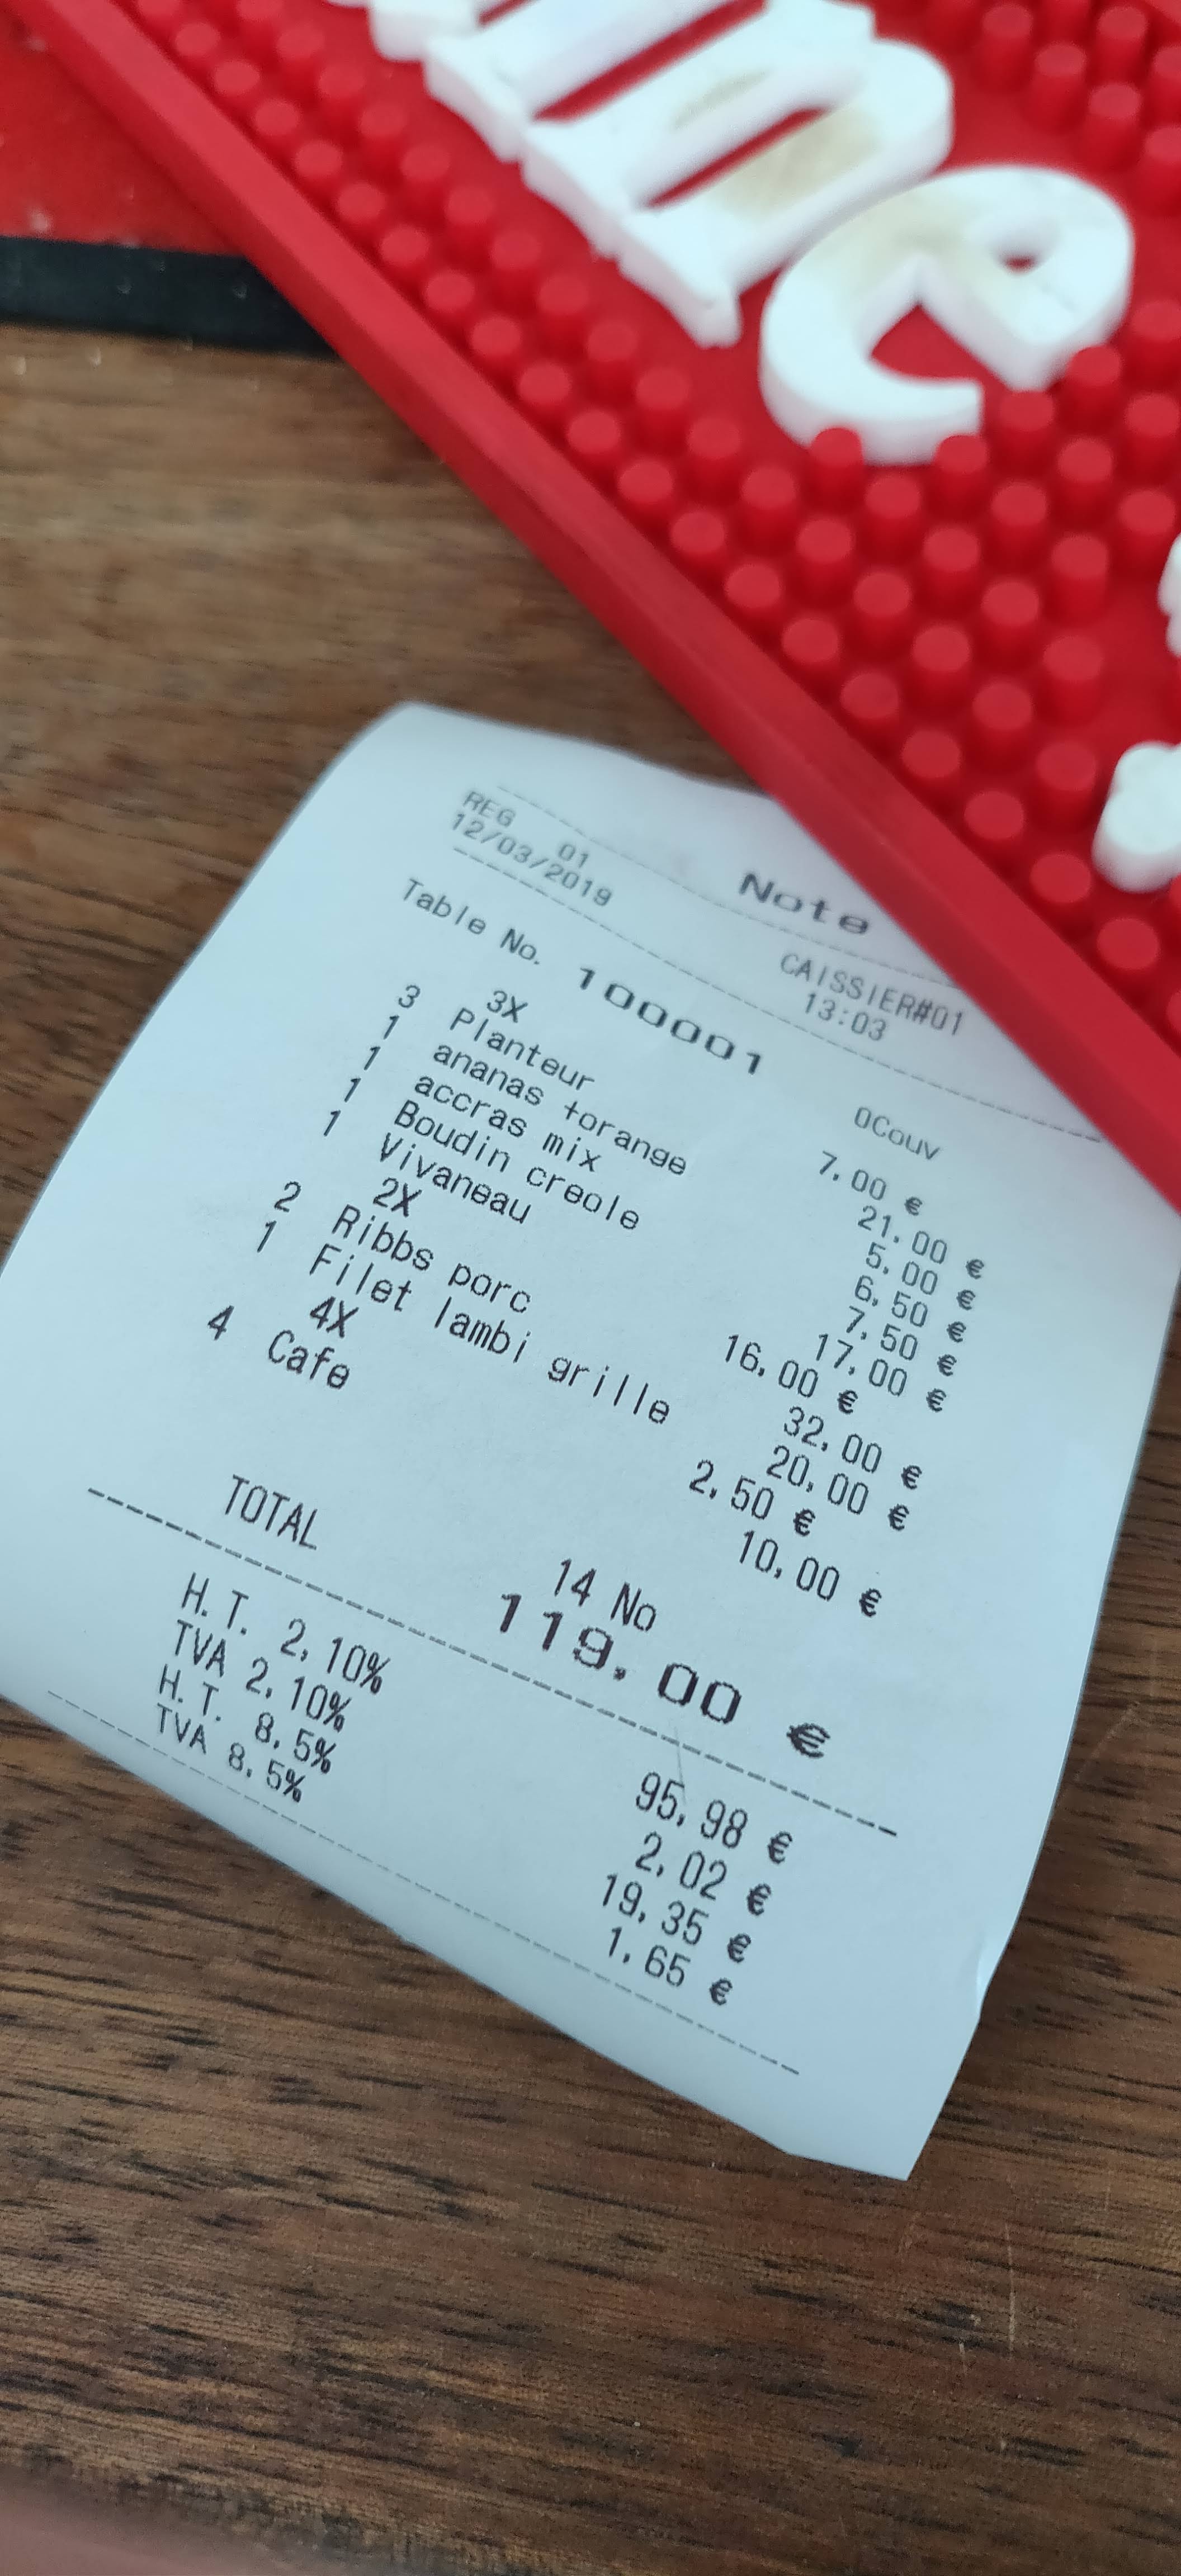 Note
REG 01 CAISSIER#01
12/03/2019 13:03
Table No. 100001 0Couv
3X 7.00 €
3 Planteur 21.00 €
1 ananas +orange 5.00 €
1 accras mix 6.50 €
1 Boudin creole 7.50 €
1 Vivaneau 17.00 €
2X 16.00 €
2 Ribbs porc 32.00 €
1 Filet lambi grille 20.00 €
4X 2.50 €
4 Cafe 10.00 €
14 No
TOTAL 119.00 €
H.T. 2.10% 95.98 €
TVA 2.10% 2.02 €
H.T. 8.5% 19.35 €
TVA 8.5% 1.65 €